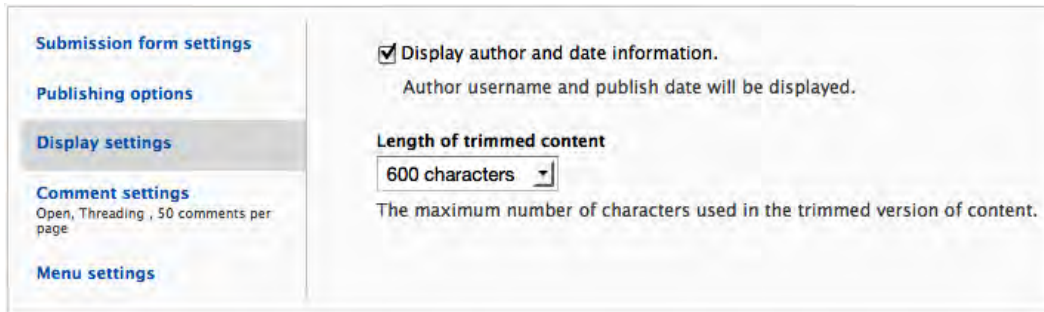 Submission form settings
Publishing options
Display settings
Comment settings
Open, Threading , 50 comments per
page
Menu settings
Display author and date information.
Author username and publish date will be displayed.
Length of trimmed content
600 characters
The maximum number of characters used in the trimmed version of content.